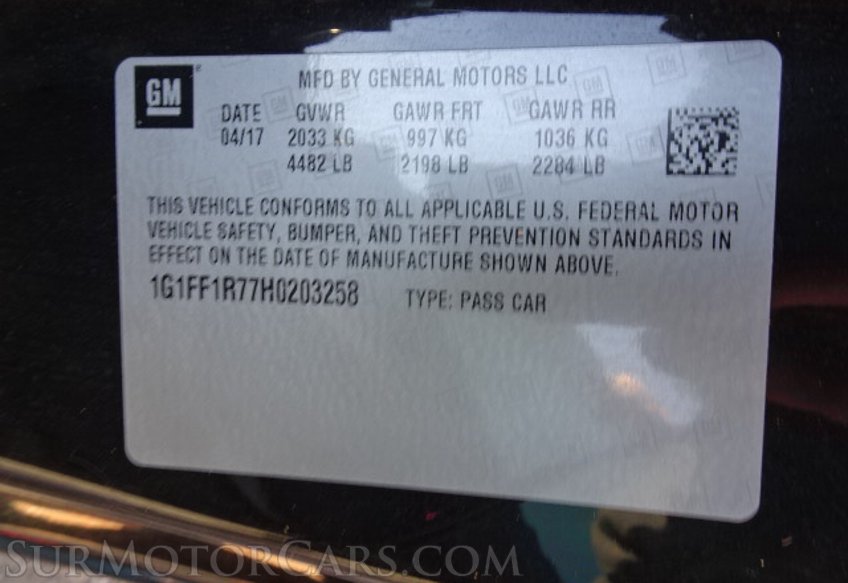 GM
MFD BY GENERAL MOTORS LLC
DATE GVWR GAWR FRT GAWR RR
04/17 2033 KG 997 KG 1036 KG
4482 LB 2198 LB 2284 LB
THIS VEHICLE CONFORMS TO ALL APPLICABLE U.S. FEDERAL MOTOR
VEHICLE SAFETY, BUMPER, AND THEFT PREVENTION STANDARDS IN
EFFECT ON THE DATE OF MANUFACTURE SHOWN ABOVE.
1G1FF1R77H0203258 TYPE: PASS CAR
SurMotorCars.com